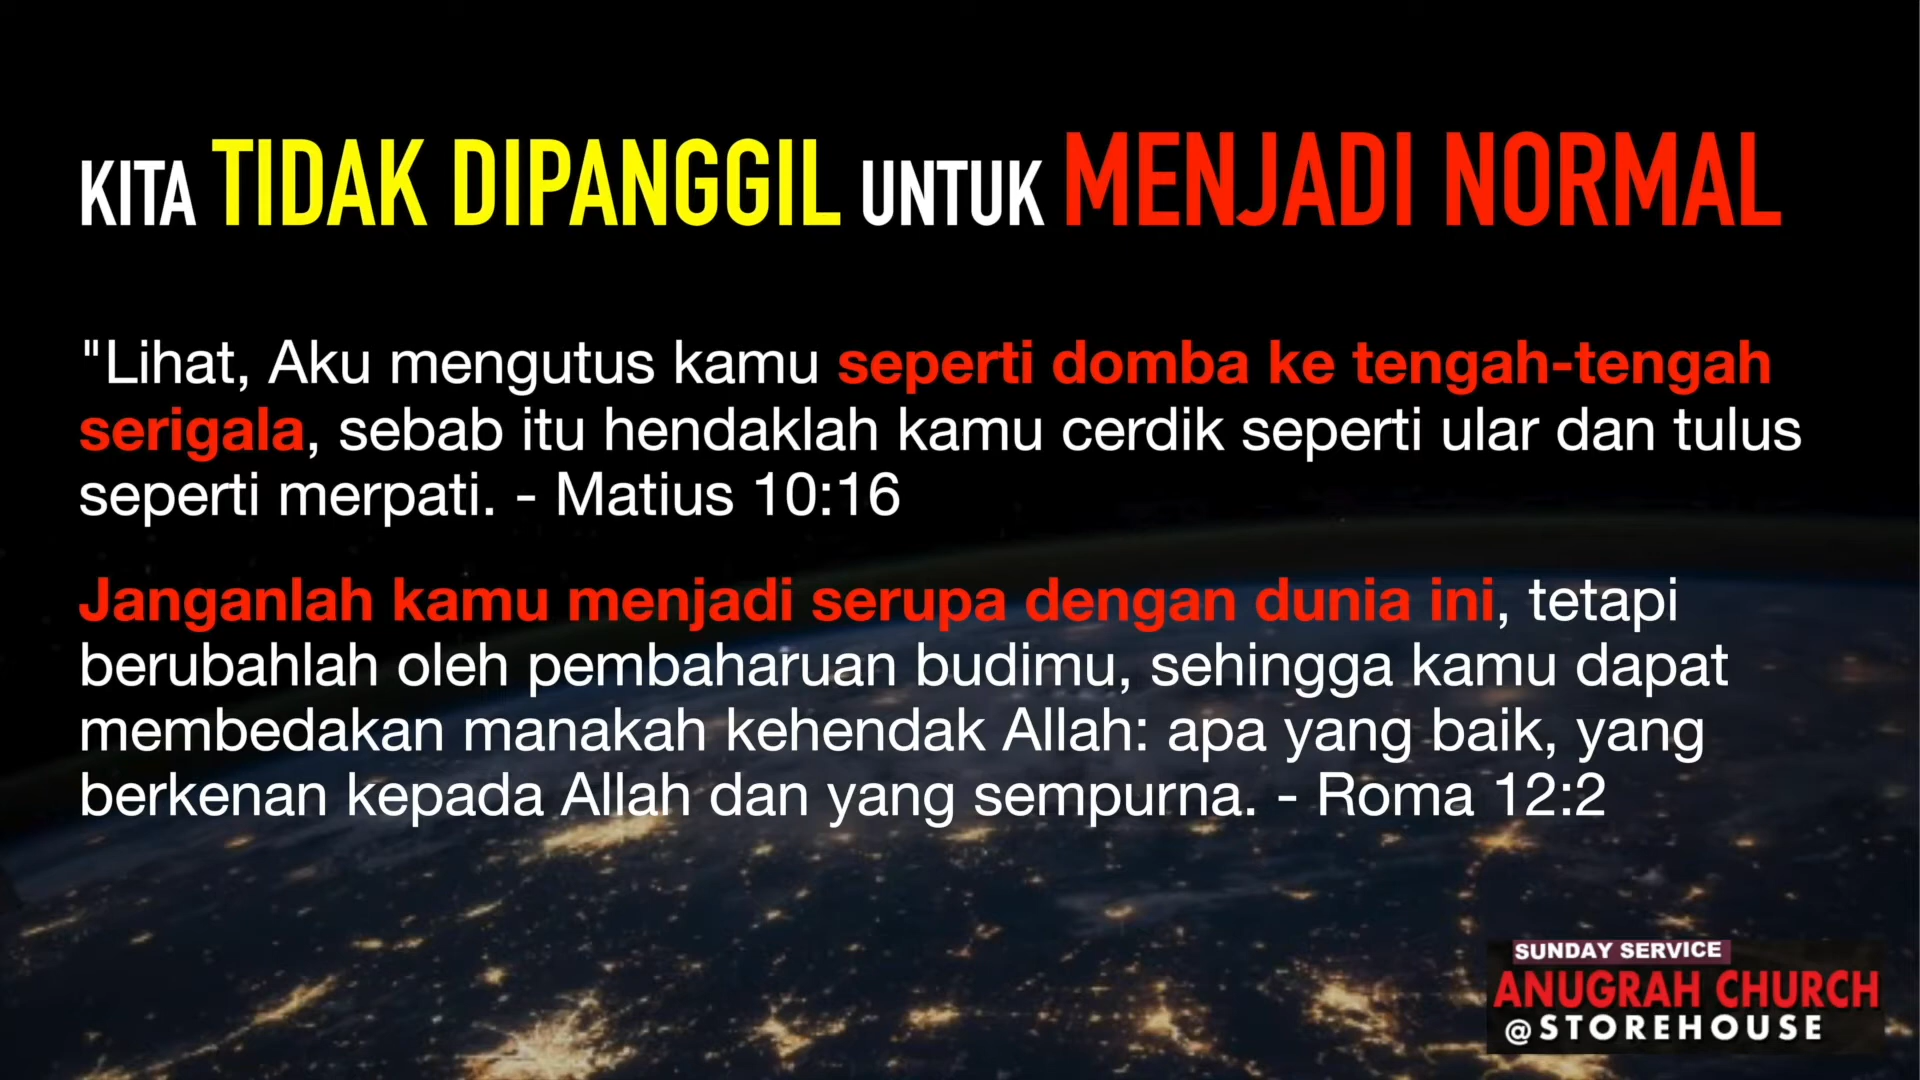 KITA TIDAK DIPANGGIL UNTUK MENJADI NORMAL
"Lihat, Aku mengutus kamu seperti domba ke tengah-tengah
serigala, sebab itu hendaklah kamu cerdik seperti ular dan tulus
seperti merpati. - Matius 10:16
Janganlah kamu menjadi serupa dengan dunia ini, tetapi
berubahlah oleh pembaharuan budimu, sehingga kamu dapat
membedakan manakah kehendak Allah: apa yang baik, yang
berkenan kepada Allah dan yang sempurna. - Roma 12:2
SUNDAY SERVICE
ANUGRAH CHURCH
@STOREHOUSE